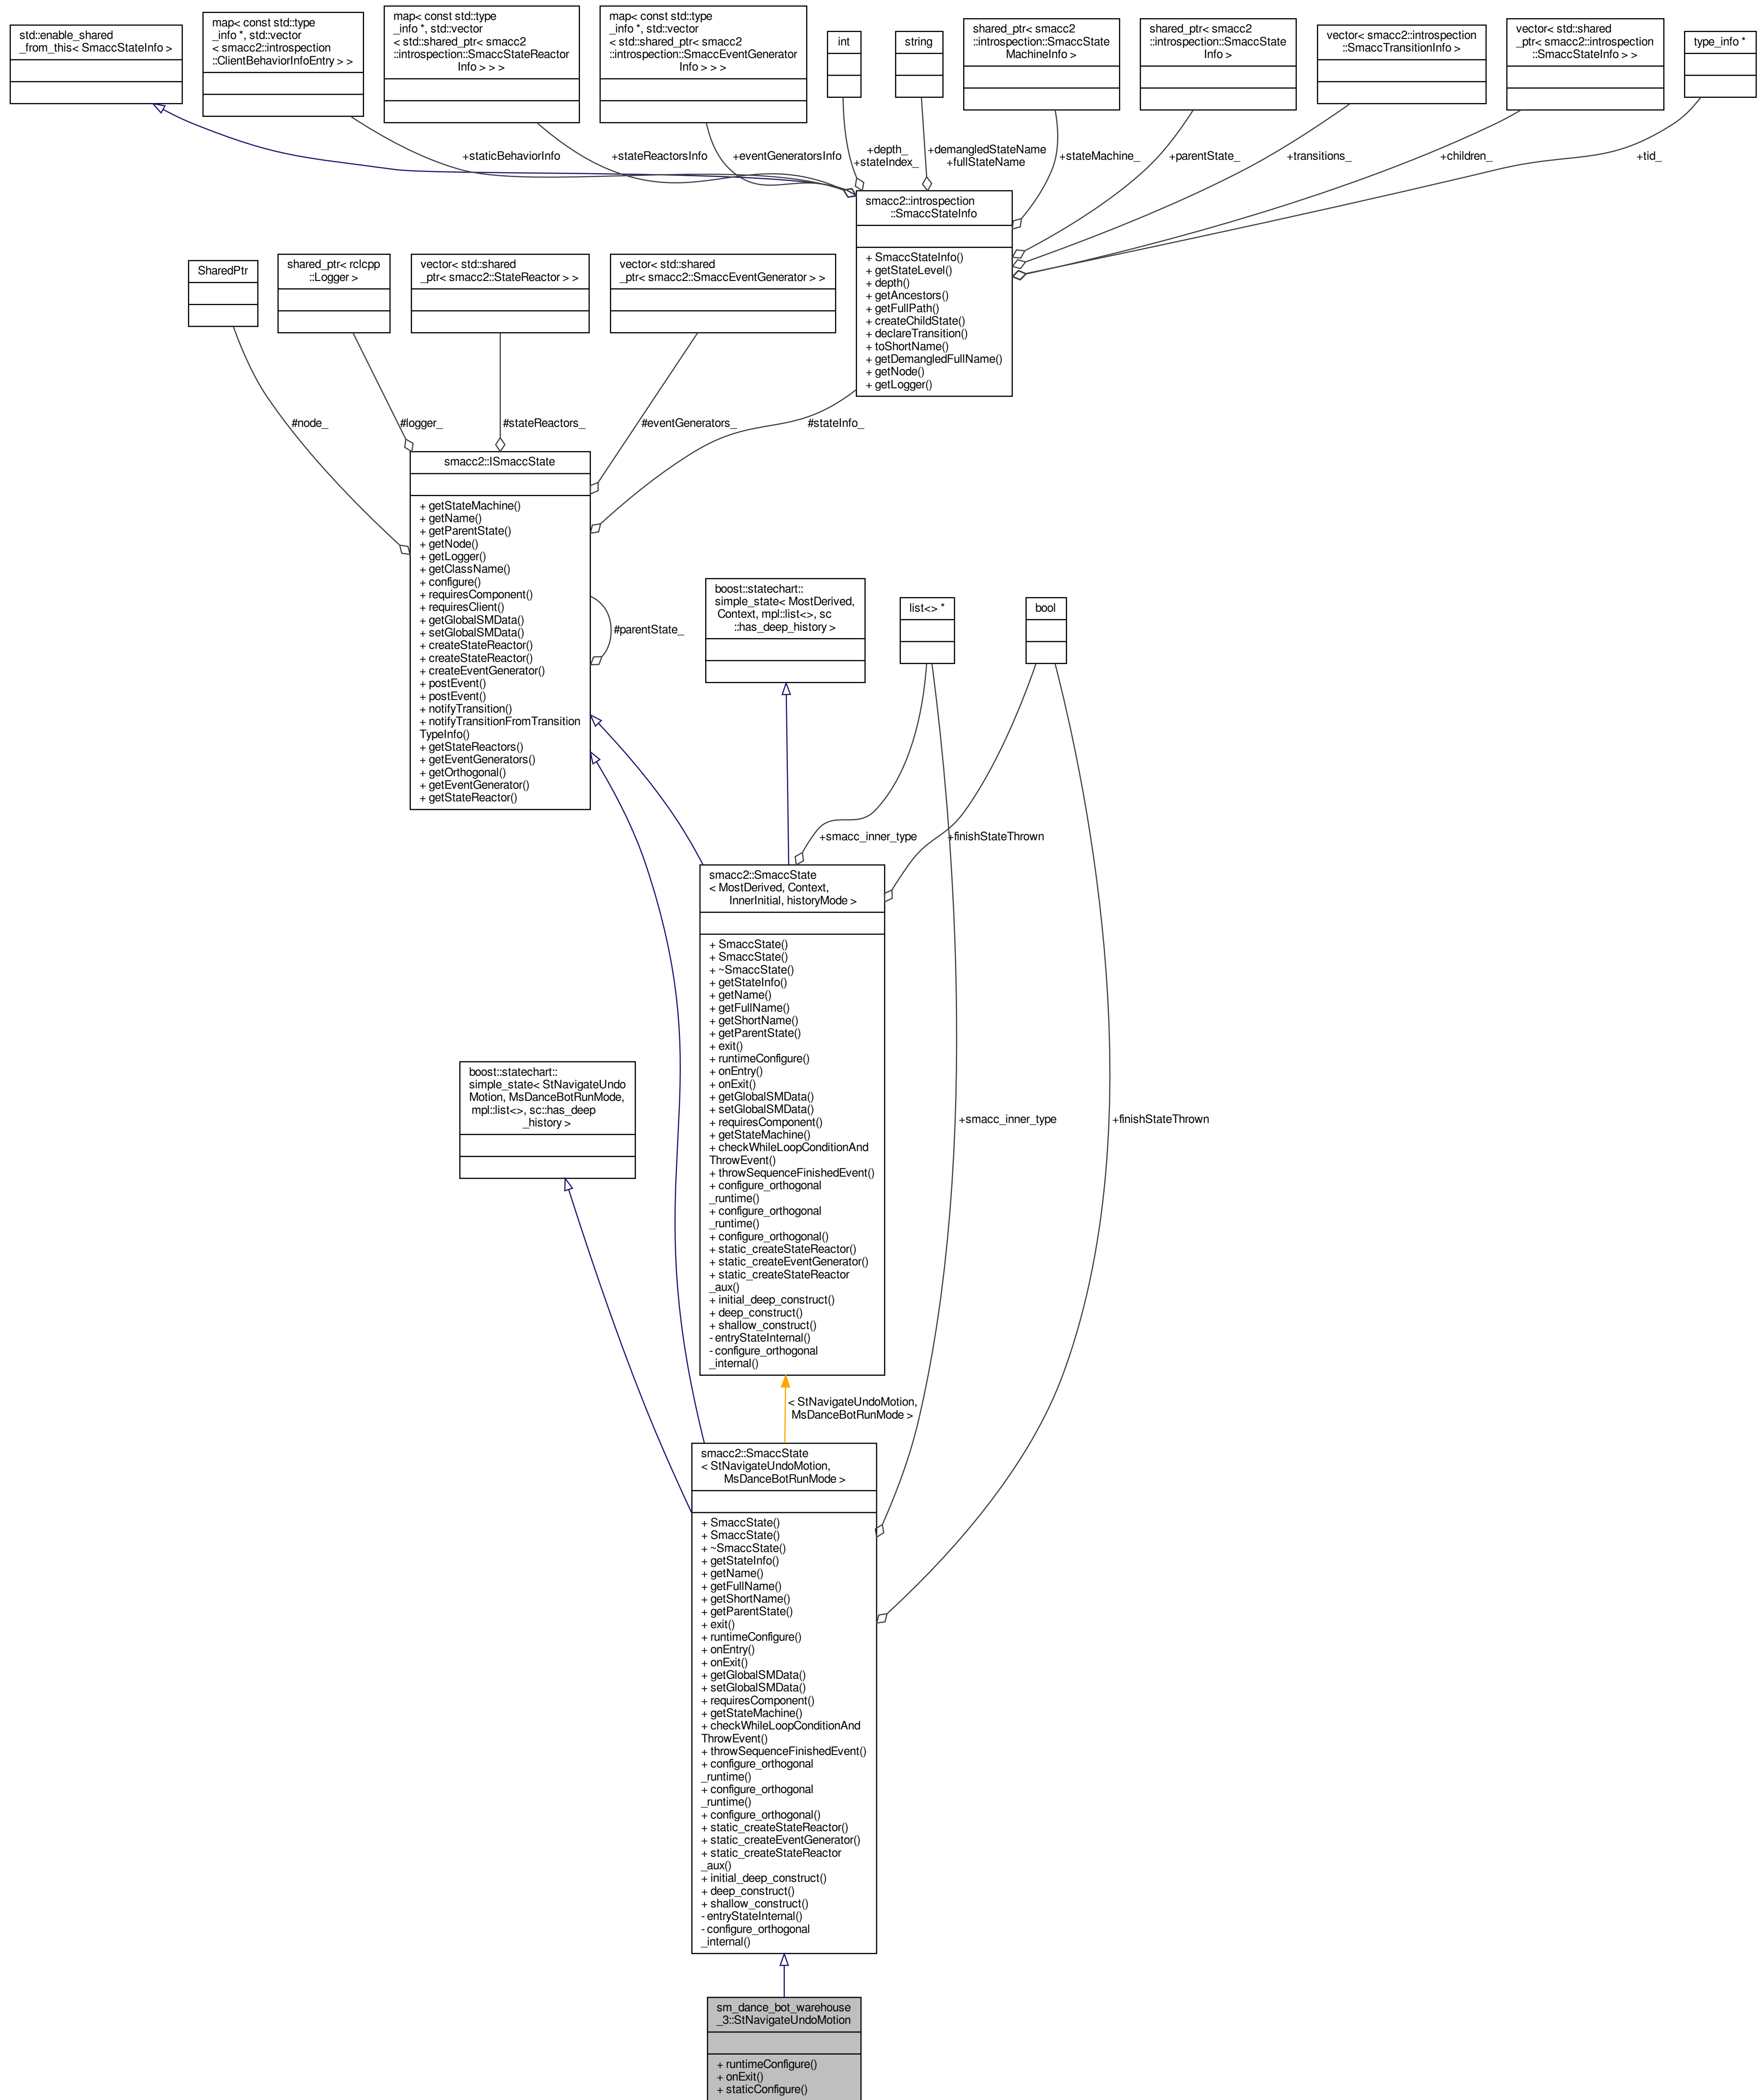 std::enable_shared
_from_this< SmaccStateInfo >
map< const std::type
_info *, std::vector
< smacc2::introspection
::ClientBehaviorInfoEntry > >
map< const std::type
_info *, std::vector
< std::shared_ptr< smacc2
::introspection::SmaccStateReactor
Info > > >
map< const std::type
_info *, std::vector
< std::shared_ptr< smacc2
::introspection::SmaccEventGenerator
Info > > >
int
string
shared_ptr< smacc2
::introspection::SmaccState
MachineInfo >
shared_ptr< smacc2
::introspection::SmaccState
Info >
vector< smacc2::introspection
::SmaccTransitionInfo >
vector< std::shared
_ptr< smacc2::introspection
::SmaccStateInfo > >
type_info *
+staticBehaviorInfo
+stateReactorsInfo
+eventGeneratorsInfo
+depth_
+stateIndex_
+demangledStateName
+fullStateName
+stateMachine_
+parentState_
+transitions_
+children_
+tid_
smacc2::introspection
::SmaccStateInfo
+ SmaccStateInfo()
+ getStateLevel()
+ depth()
+ getAncestors()
+ getFullPath()
+ createChildState()
+ declareTransition()
+ toShortName()
+ getDemangledFullName()
+ getNode()
+ getLogger()
SharedPtr
shared_ptr< rclcpp
::Logger >
vector< std::shared
_ptr< smacc2::StateReactor > >
vector< std::shared
_ptr< smacc2::SmaccEventGenerator > >
#node_
#logger_
#stateReactors_
#eventGenerators_
#stateInfo_
smacc2::ISmaccState
+ getStateMachine()
+ getName()
+ getParentState()
+ getNode()
+ getLogger()
+ getClassName()
+ configure()
+ requiresComponent()
+ requiresClient()
+ getGlobalSMData()
+ setGlobalSMData()
+ createStateReactor()
+ createStateReactor()
+ createEventGenerator()
+ postEvent()
+ postEvent()
+ notifyTransition()
+ notifyTransitionFromTransition
TypeInfo()
+ getStateReactors()
+ getEventGenerators()
+ getOrthogonal()
+ getEventGenerator()
+ getStateReactor()
#parentState_
boost::statechart::
simple_state< MostDerived,
Context, mpl::list<>, sc
::has_deep_history >
list<> *
bool
+smacc_inner_type
+finishStateThrown
smacc2::SmaccState
< MostDerived, Context,
InnerInitial, historyMode >
+ SmaccState()
+ SmaccState()
+ ~SmaccState()
+ getStateInfo()
+ getName()
+ getFullName()
+ getShortName()
+ getParentState()
+ exit()
+ runtimeConfigure()
+ onEntry()
+ onExit()
+ getGlobalSMData()
+ setGlobalSMData()
+ requiresComponent()
+ getStateMachine()
+ checkWhileLoopConditionAnd
ThrowEvent()
+ throwSequenceFinishedEvent()
+ configure_orthogonal
_runtime()
+ configure_orthogonal
_runtime()
+ configure_orthogonal()
+ static_createStateReactor()
+ static_createEventGenerator()
+ static_createStateReactor
_aux()
+ initial_deep_construct()
+ deep_construct()
+ shallow_construct()
- entryStateInternal()
- configure_orthogonal
_internal()
boost::statechart::
simple_state< StNavigateUndo
Motion, MsDanceBotRunMode,
mpl::list<>, sc::has_deep
_history >
+smacc_inner_type
+finishStateThrown
< StNavigateUndoMotion,
MsDanceBotRunMode >
smacc2::SmaccState
< StNavigateUndoMotion,
MsDanceBotRunMode >
+ SmaccState()
+ SmaccState()
+ ~SmaccState()
+ getStateInfo()
+ getName()
+ getFullName()
+ getShortName()
+ getParentState()
+ exit()
+ runtimeConfigure()
+ onEntry()
+ onExit()
+ getGlobalSMData()
+ setGlobalSMData()
+ requiresComponent()
+ getStateMachine()
+ checkWhileLoopConditionAnd
ThrowEvent()
+ throwSequenceFinishedEvent()
+ configure_orthogonal
_runtime()
+ configure_orthogonal
_runtime()
+ configure_orthogonal()
+ static_createStateReactor()
+ static_createEventGenerator()
+ static_createStateReactor
_aux()
+ initial_deep_construct()
+ deep_construct()
+ shallow_construct()
- entryStateInternal()
- configure_orthogonal
_internal()
sm_dance_bot_warehouse
_3::StNavigateUndoMotion
+ runtimeConfigure()
+ onExit()
+ staticConfigure()